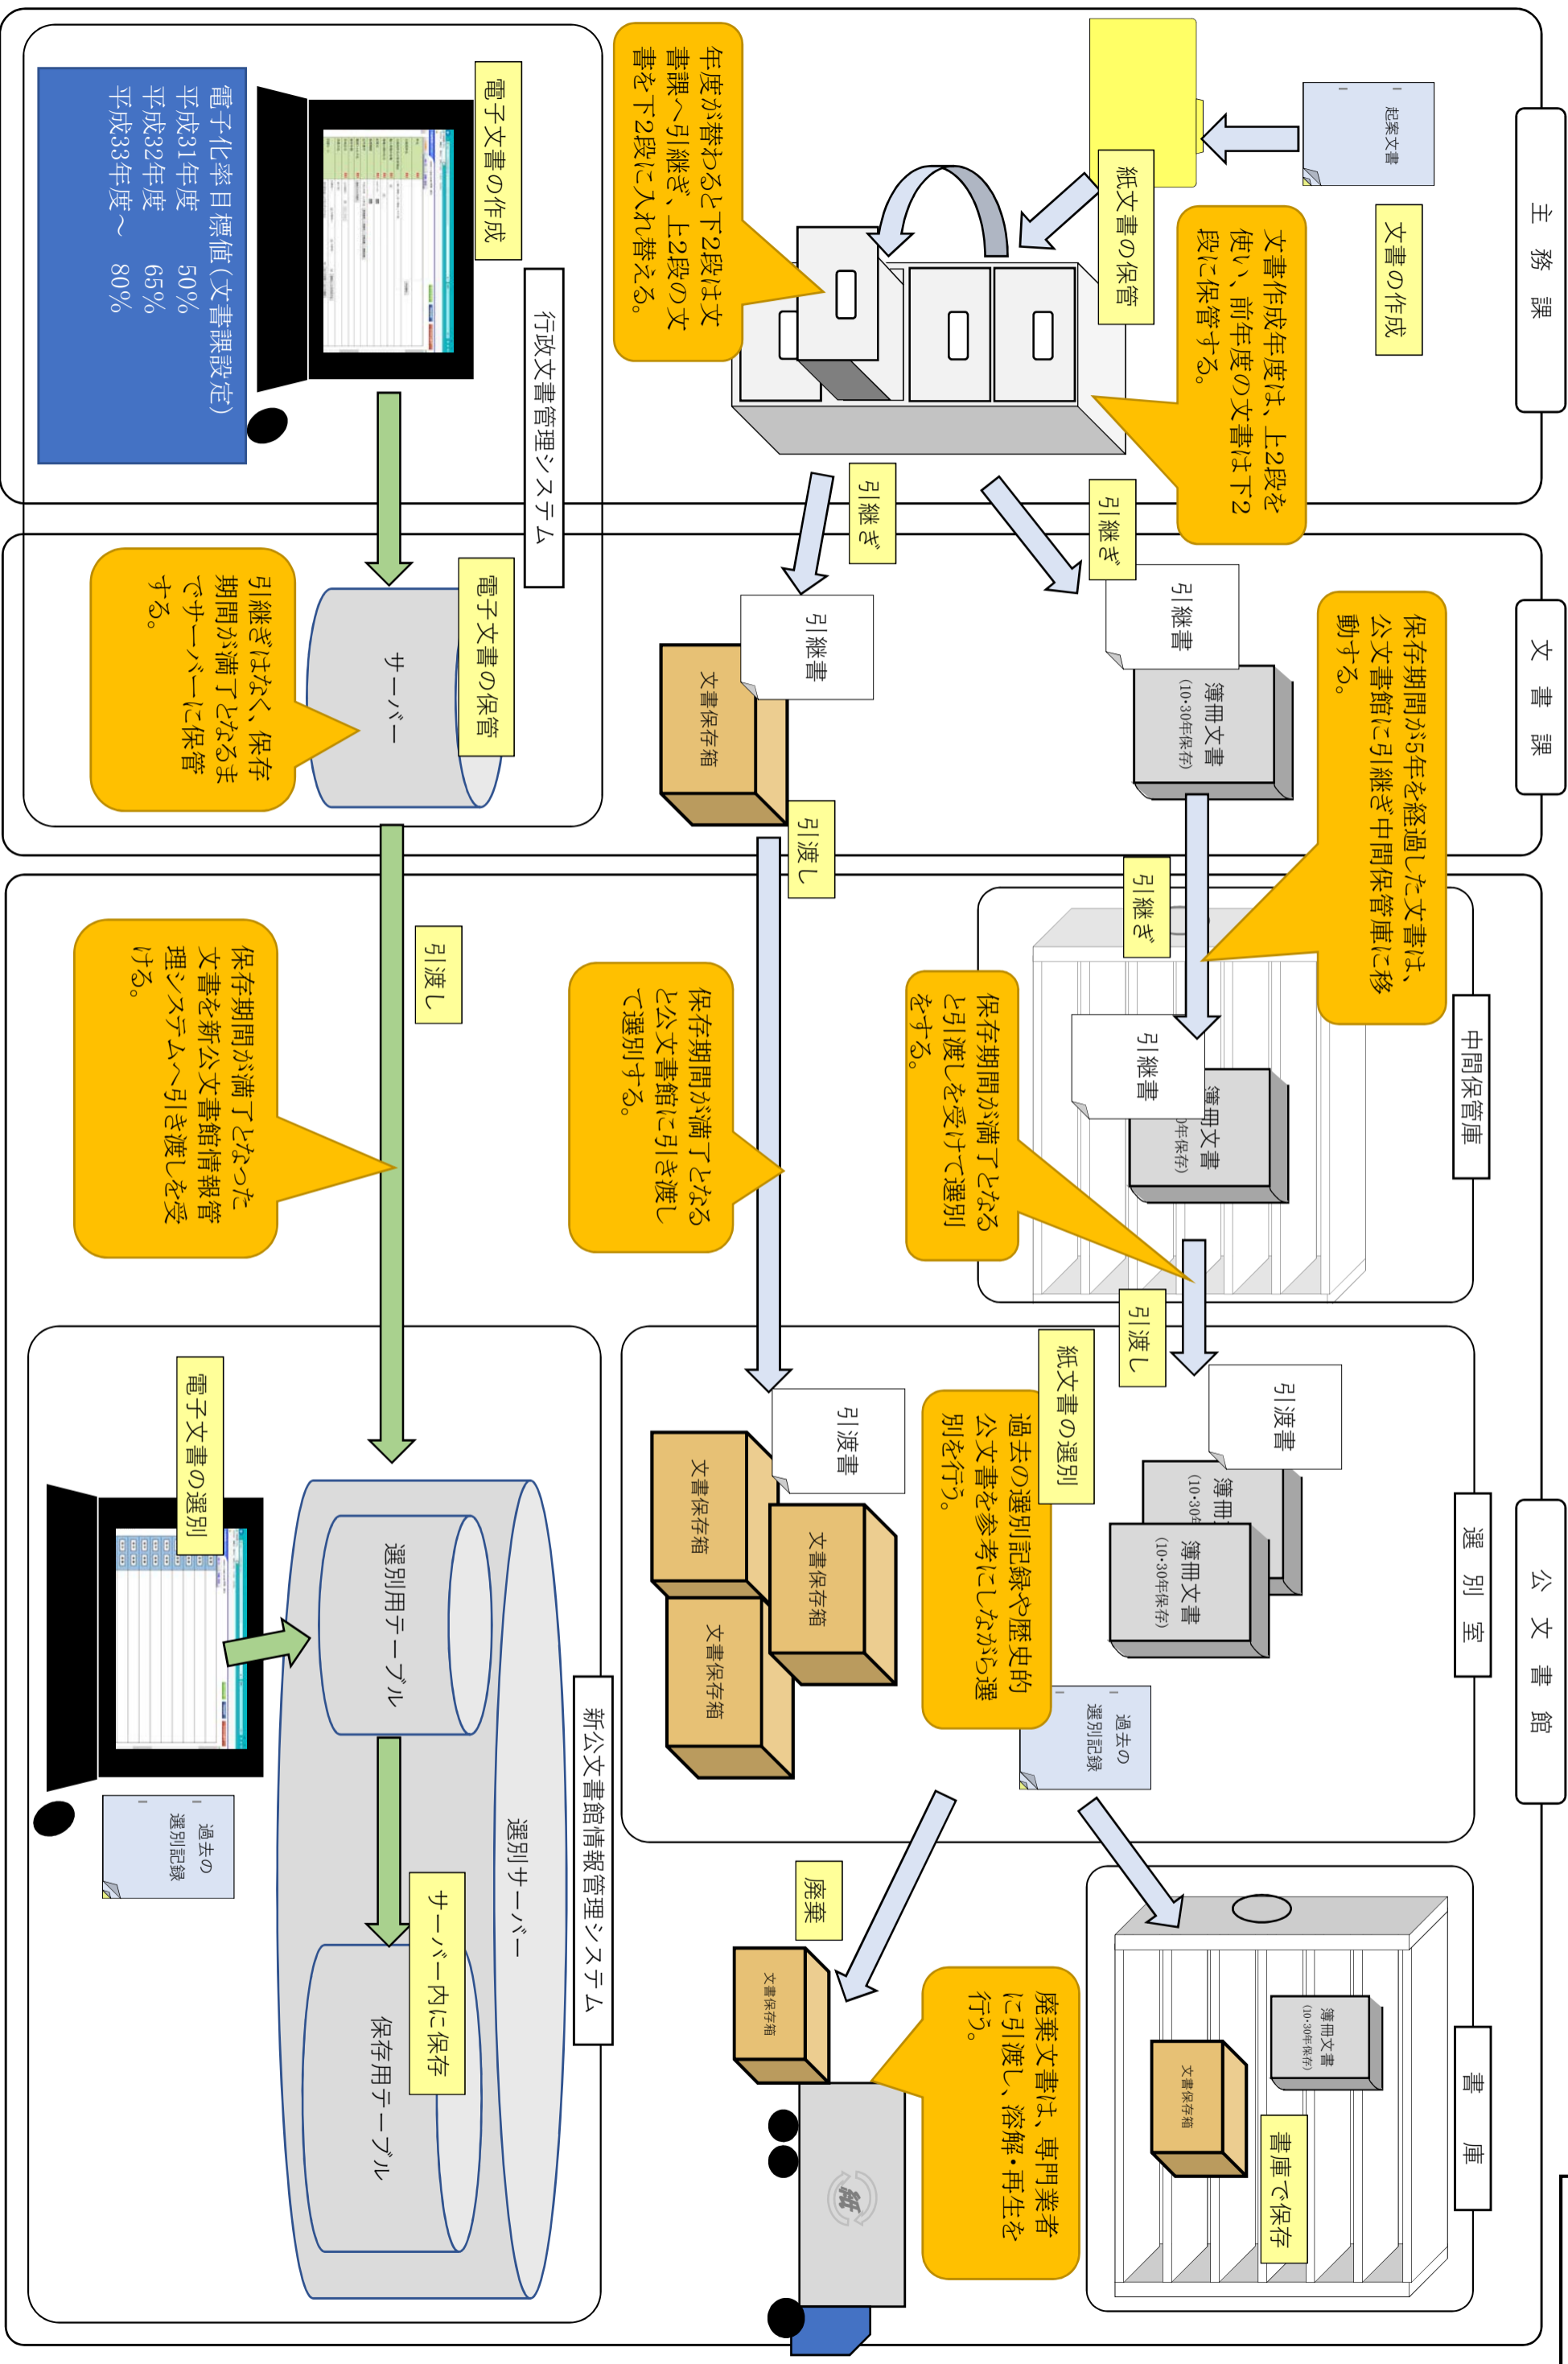 主務課
文書の作成
起案文書
文書作成年度は、上2段を
使い、前年度の文書は下2
段に保管する。
紙文書の保管
年度が替わると下2段は文
書課へ引継ぎ、上2段の文
書を下2段に入れ替える。
行政文書管理システム
電子文書の作成
電子化率目標値(文書課設定)
平成31年度 50%
平成32年度 65%
平成33年度～ 80%
文書課
引継ぎ
引継書
簿冊文書
(10・30年保存)
引継ぎ
引継書
文書保存箱
電子文書の保管
サーバー
引継ぎはなく、保存
期間が満了となるま
でサーバーに保管
する。
公文書館
中間保管庫
保存期間が5年を経過した文書は、
公文書館に引継ぎ中間保管庫に移
動する。
引継ぎ
引継書
簿冊文書
0年保存)
保存期間が満了となる
と引渡しを受けて選別
をする。
引渡し
引渡し
保存期間が満了となる
と公文書館に引き渡し
て選別する。
引渡し
保存期間が満了となった
文書を新公文書館情報管
理システムへ引き渡しを受
ける。
選別室
引渡書
簿冊
(10・30年
簿冊文書
(10・30年保存)
紙文書の選別
過去の選別記録や歴史的
公文書を参考にしながら選
別を行う。
過去の
選別記録
引渡書
文書保存箱
文書保存箱
文書保存箱
書庫
簿冊文書
(10・30年保存)
文書保存箱
書庫で保存
廃棄
文書保存箱
廃棄文書は、専門業者
に引渡し、溶解・再生を
行う。
紙
新公文書館情報管理システム
選別サーバー
選別用テーブル
サーバー内に保存
保存用テーブル
電子文書の選別
過去の
選別記録